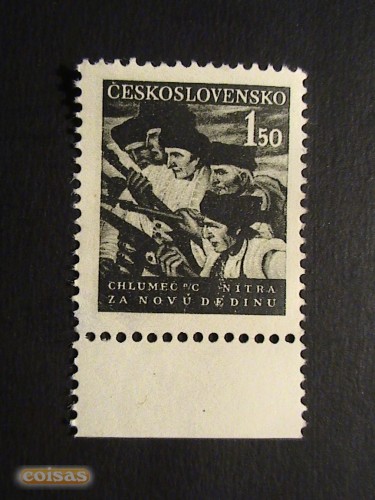 ČESKOSLOVENSKO
1.50
CHLUMEC n/C NITRA
ZA NOVÚ DEDINU
coisas